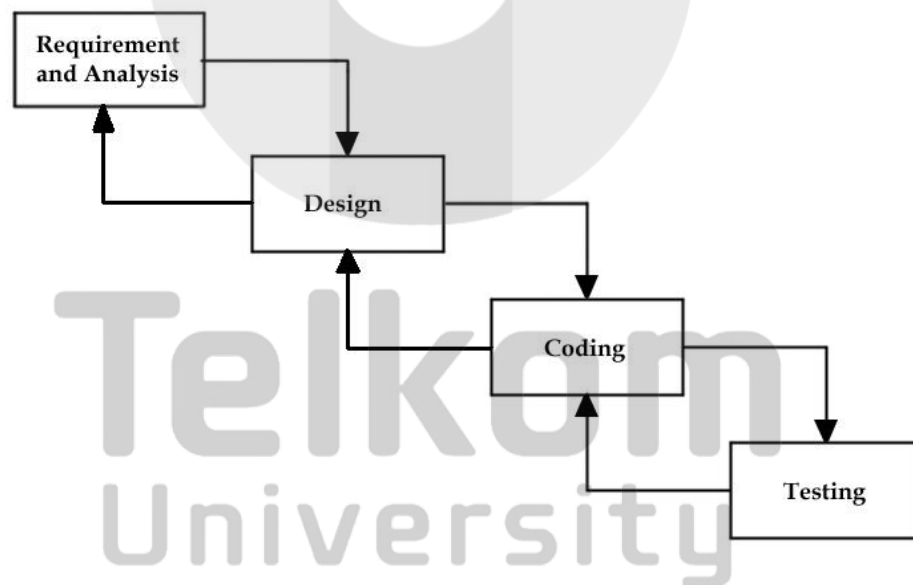 Requirement
and Analysis
Design
Coding
Testing
Telkom
University